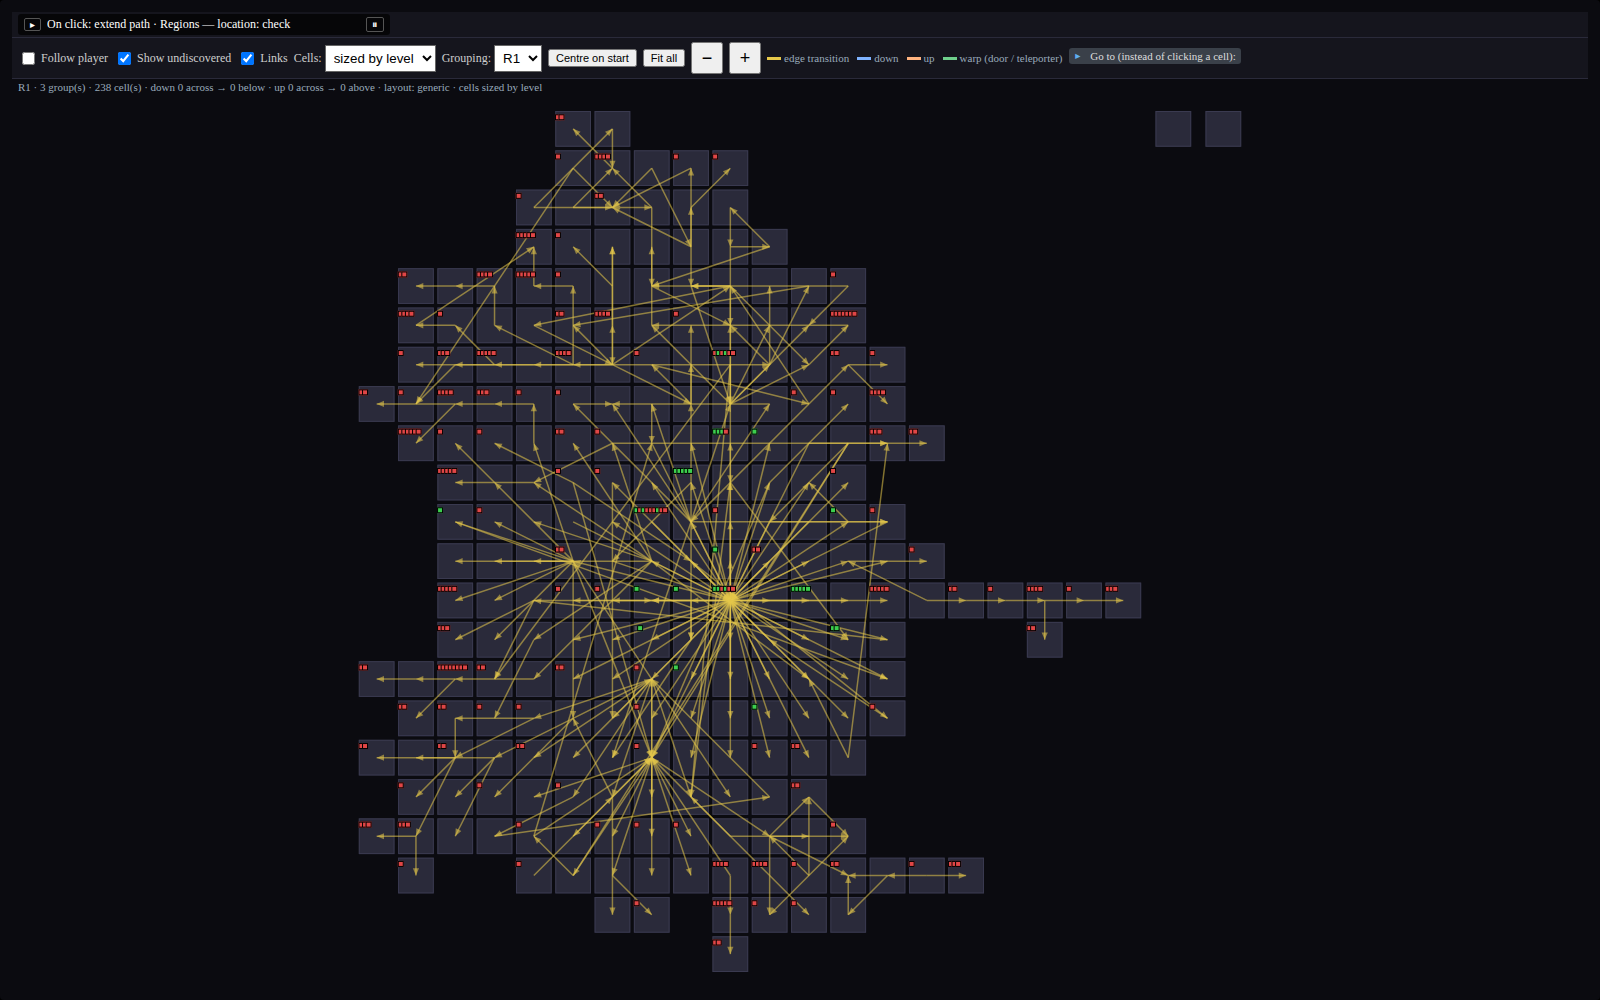 On click: extend path · Regions — location: check
Follow player Show undiscovered Links Cells: sized by level Grouping: R1 Centre on start Fit all − + edge transition down up warp (door / teleporter) Go to (instead of clicking a cell):
R1 · 3 group(s) · 238 cell(s) · down 0 across → 0 below · up 0 across → 0 above · layout: generic · cells sized by level